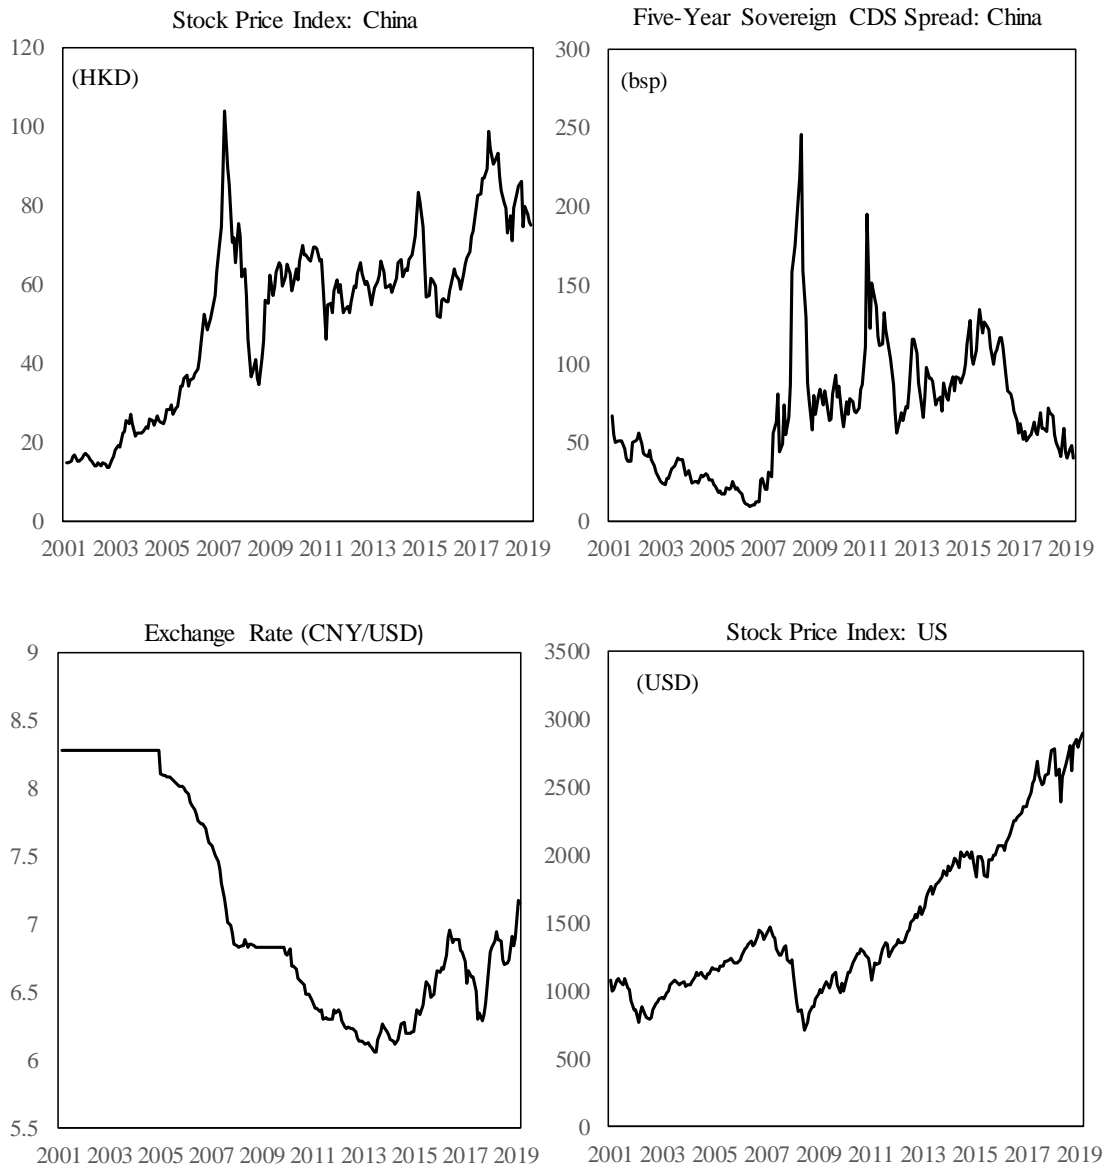 Stock Price Index: China
120
(HKD)
100
80
60
40
20
0
2001 2003 2005 2007 2009 2011 2013 2015 2017 2019
Five-Year Sovereign CDS Spread: China
300
(bsp)
250
200
150
100
50
0
2001 2003 2005 2007 2009 2011 2013 2015 2017 2019
Exchange Rate (CNY/USD)
9
8.5
8
7.5
7
6.5
6
5.5
2001 2003 2005 2007 2009 2011 2013 2015 2017 2019
Stock Price Index: US
3500
(USD)
3000
2500
2000
1500
1000
500
0
2001 2003 2005 2007 2009 2011 2013 2015 2017 2019